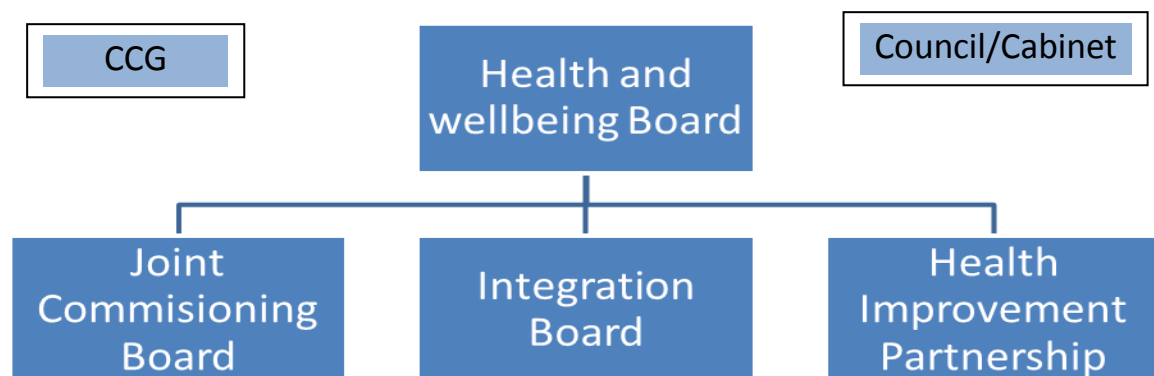 CCG
Council/Cabinet
Health and
wellbeing Board
Joint
Commisioning
Board
Integration
Board
Health
Improvement
Partnership